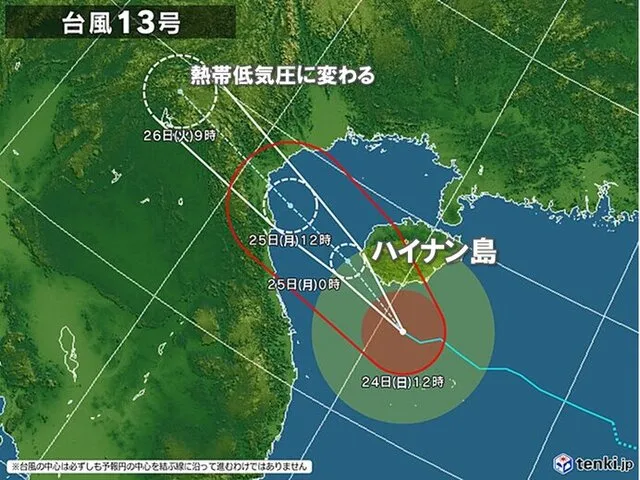 台風13号
熱帯低気圧に変わる
26日(火)9時
25日(月)12時
ハイナン島
25日(月)0時
24日(日)12時
※台風の中心は必ずしも予報円の中心を結ぶ線に沿って進むわけではありません
tenki.jp